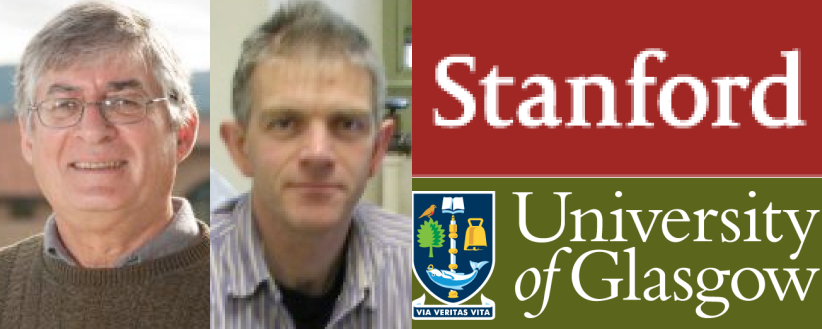 Stanford
University
of Glasgow
VIA VERITAS VITA